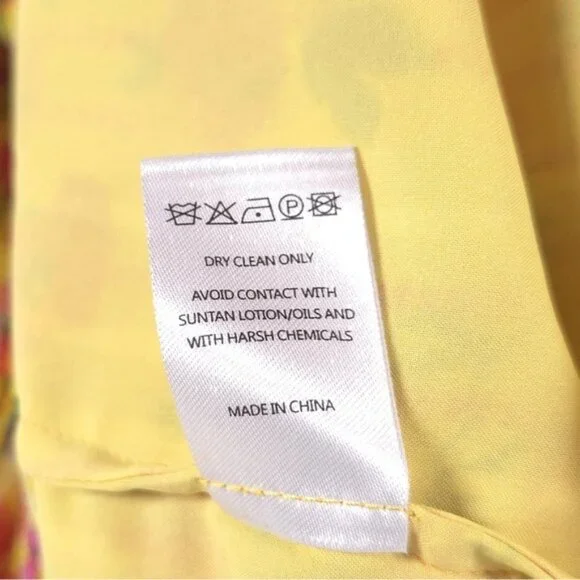 P
DRY CLEAN ONLY
AVOID CONTACT WITH
SUNTAN LOTION/OILS AND
WITH HARSH CHEMICALS
MADE IN CHINA